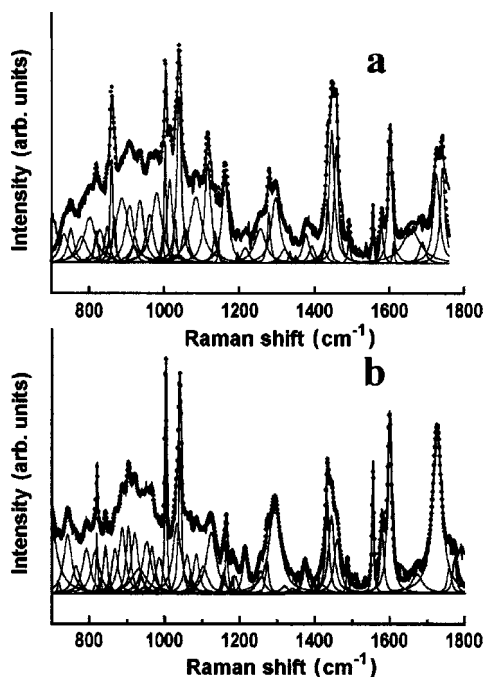 a
Intensity (arb. units)
800 1000 1200 1400 1600 1800
Raman shift (cm⁻¹)
b
Intensity (arb. units)
800 1000 1200 1400 1600 1800
Raman shift (cm⁻¹)